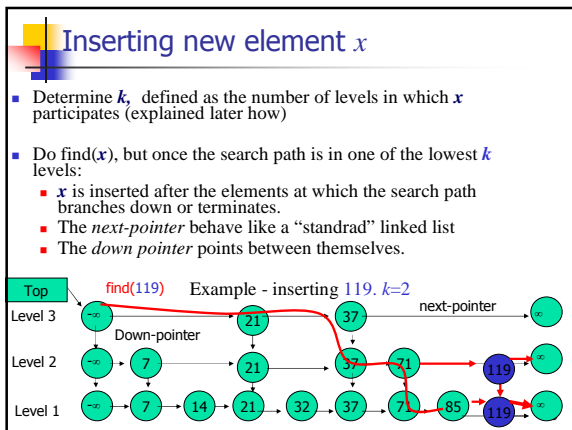 Inserting new element x
Determine k, defined as the number of levels in which x
participates (explained later how)
Do find(x), but once the search path is in one of the lowest k
levels:
x is inserted after the elements at which the search path
branches down or terminates.
The next-pointer behave like a “standrad” linked list
The down pointer points between themselves.
Top
find(119)
Example - inserting 119. k=2
next-pointer
Level 3
-∞ 21 37 ∞
Down-pointer
Level 2
-∞ 7 21 37 71 119 ∞
Level 1
-∞ 7 14 21 32 37 71 85 119 ∞